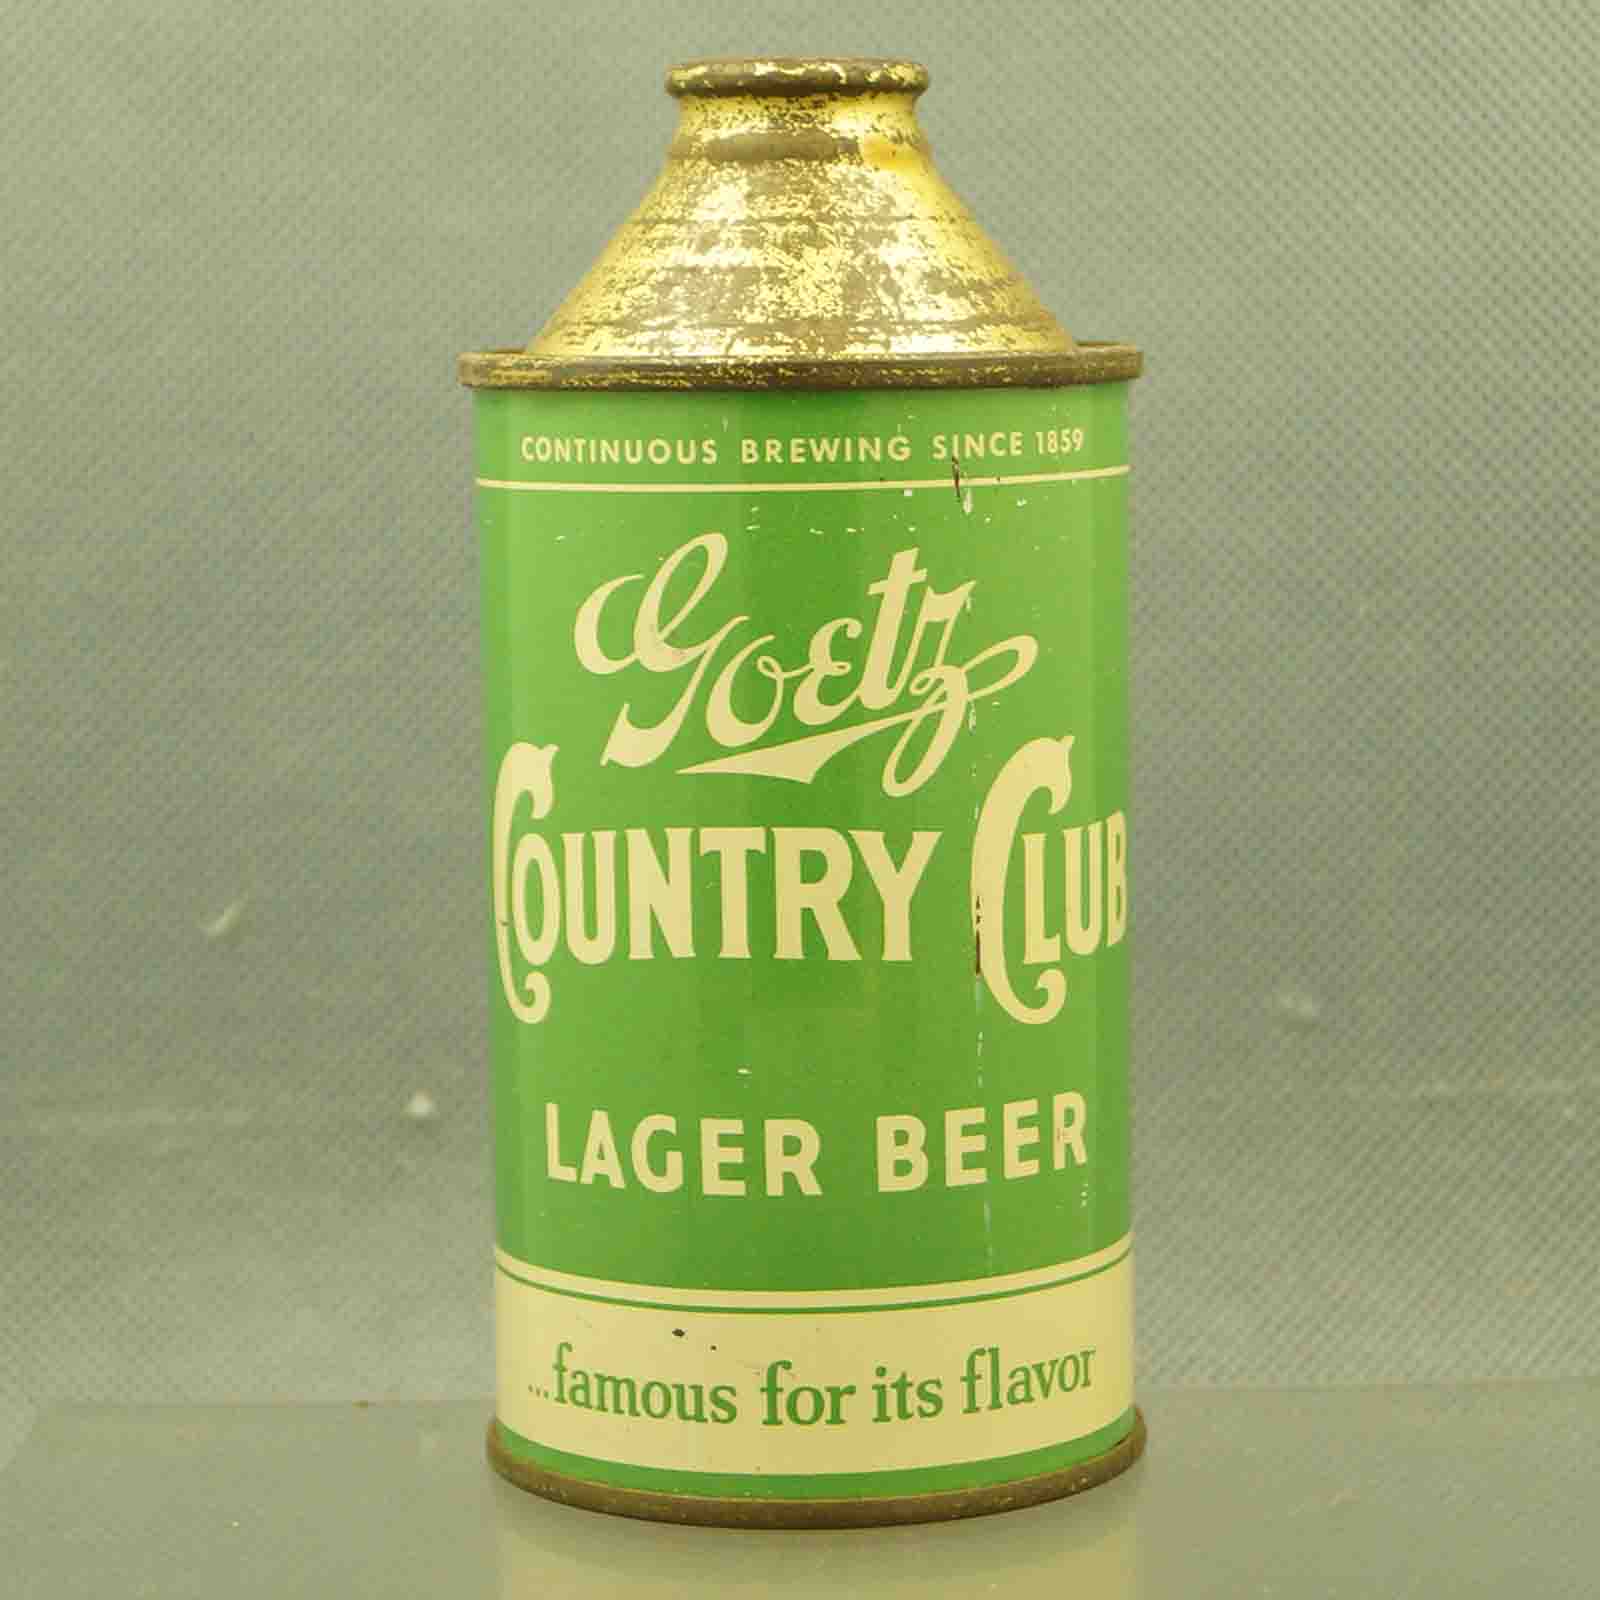 CONTINUOUS BREWING SINCE 1859
Goetz
COUNTRY CLUB
LAGER BEER
...famous for its flavor